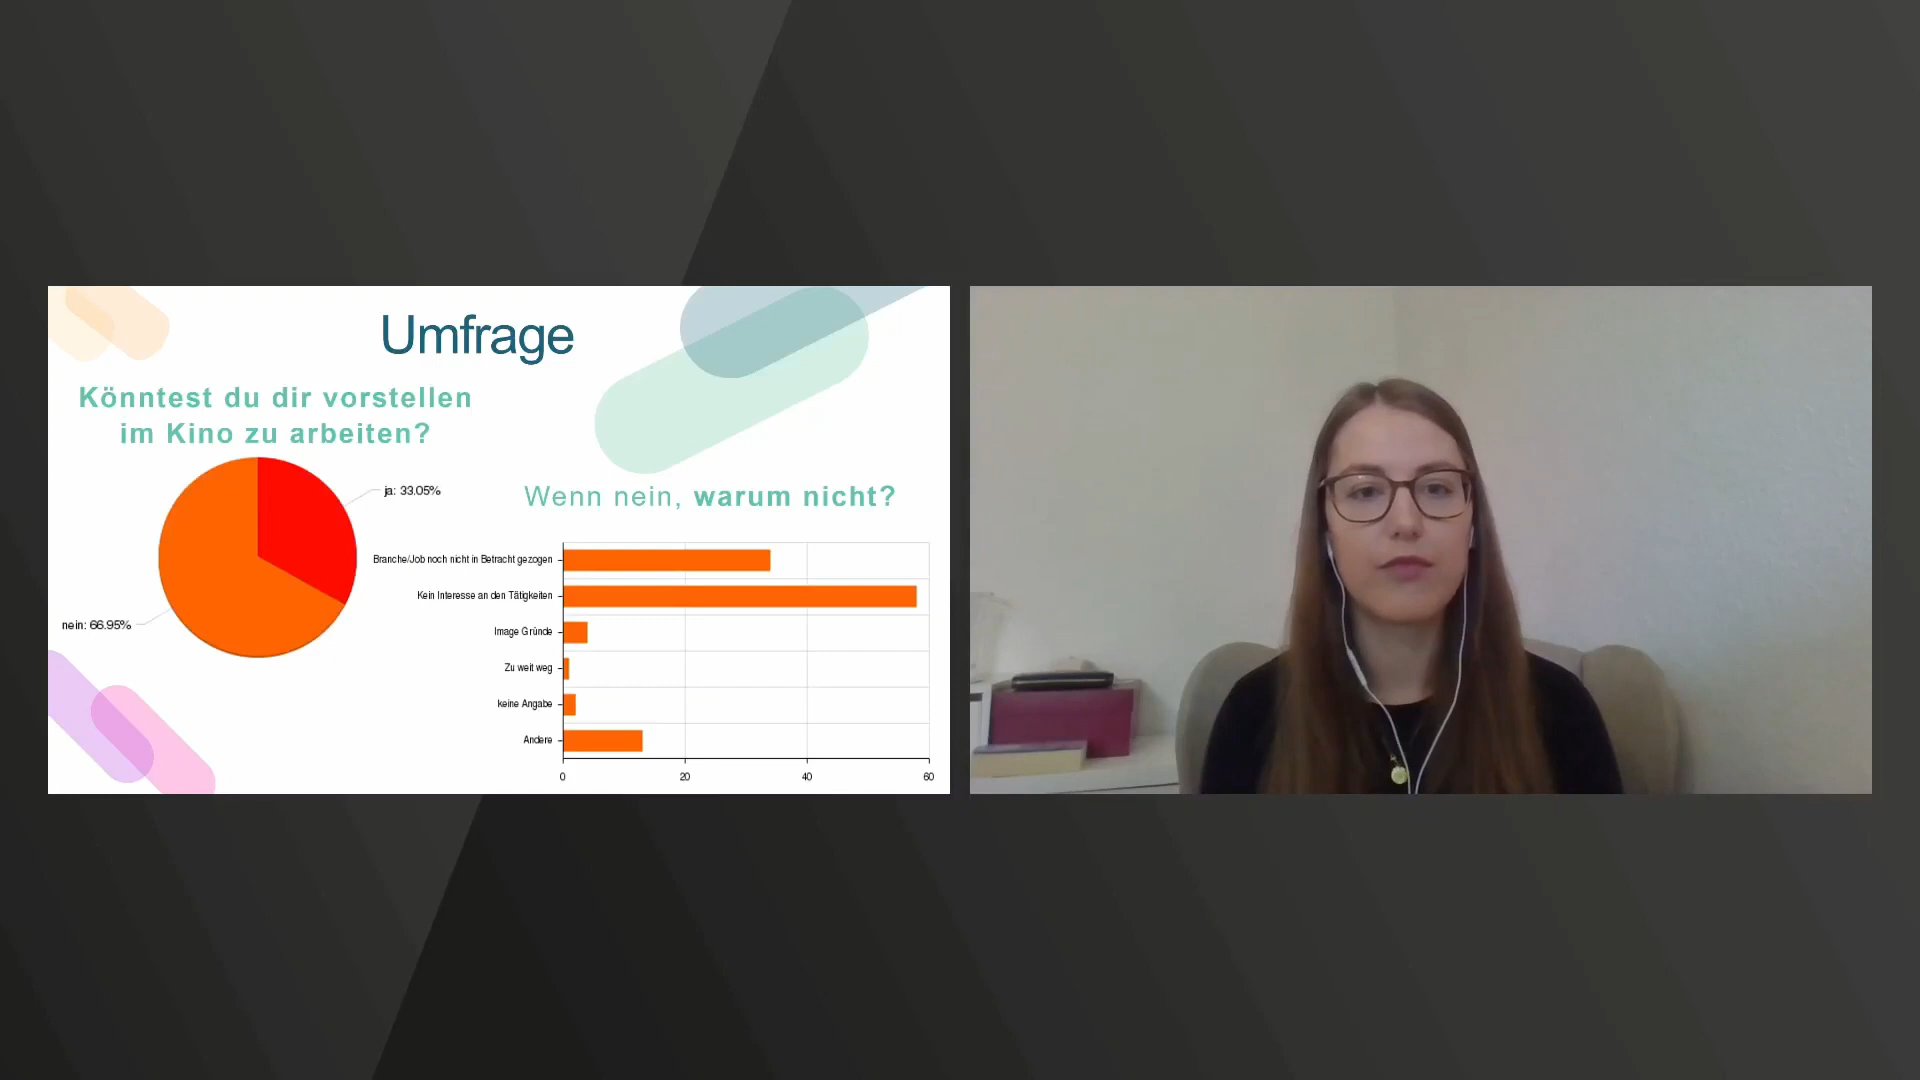 Umfrage
Könntest du dir vorstellen
im Kino zu arbeiten?
ja: 33.05%
nein: 66.95%
Wenn nein, warum nicht?
Branche/Job noch nicht in Betracht gezogen
Kein Interesse an den Tätigkeiten
Image Gründe
Zu weit weg
keine Angabe
Andere
0 20 40 60